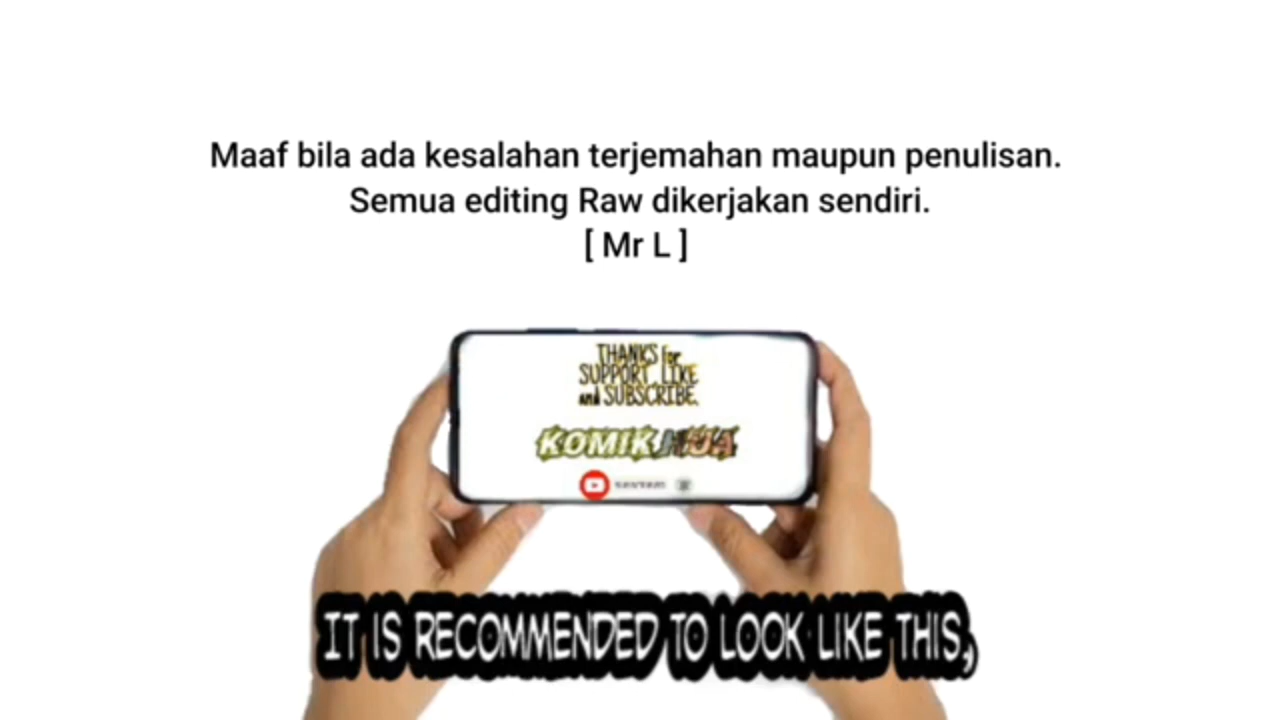 Maaf bila ada kesalahan terjemahan maupun penulisan.
Semua editing Raw dikerjakan sendiri.
[ Mr L ]
THANKS for
SUPPORT, LIKE
and SUBSCRIBE.
KOMIK HUA
IT IS RECOMMENDED TO LOOK LIKE THIS,